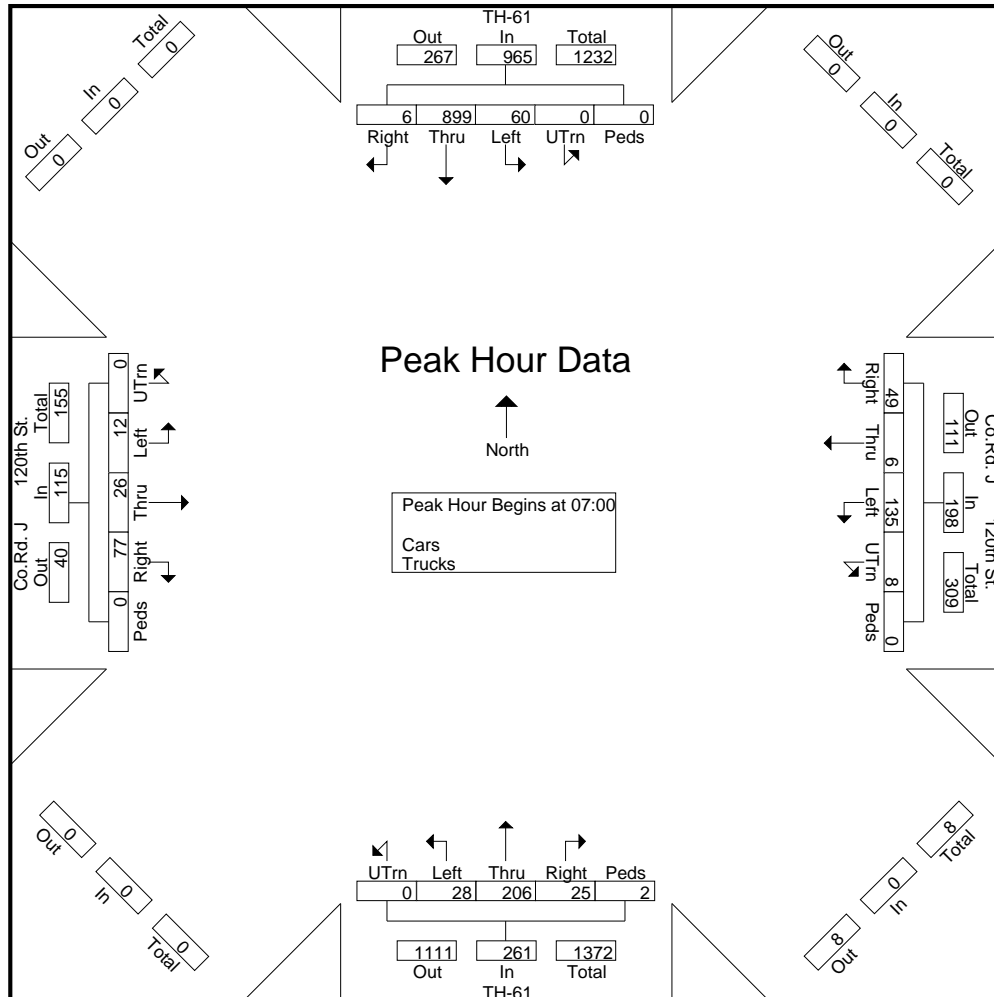 TH-61
Out In Total
267 965 1232
6 899 60 0 0
Right Thru Left UTrn Peds
Total
0
In
0
Out
0
Out
0
In
0
Total
0
Co.Rd. J 120th St.
Out In Total
40 115 155
0 77 26 12 0
Peds Right Thru Left UTrn
Peak Hour Data
North
Peak Hour Begins at 07:00
Cars
Trucks
Co.Rd. J 120th St.
Out In Total
111 198 309
49 6 135 8 0
Right Thru Left UTrn Peds
0
Out
0
In
0
Total
8
Total
0
In
8
Out
UTrn Left Thru Right Peds
0 28 206 25 2
1111 261 1372
Out In Total
TH-61